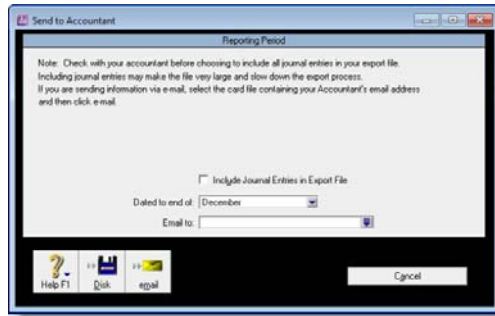 Send to Accountant
Reporting Period
Note: Check with your accountant before choosing to include all journal entries in your export file.
Including journal entries may make the file very large and slow down the export process.
If you are sending information via e-mail, select the card file containing your Accountant's email address
and then click e-mail.
Include Journal Entries in Export File
Dated to end of: December
Email to:
Help F1 Disk email Cancel